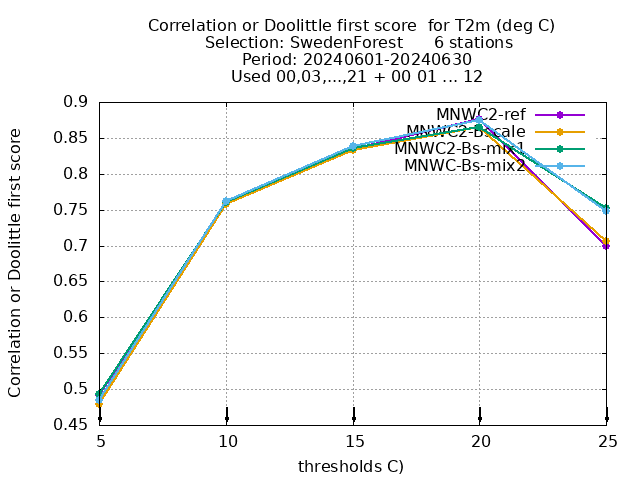 Correlation or Doolittle first score  for T2m (deg C)
Selection: SwedenForest      6 stations
Period: 20240601-20240630
Used 00,03,...,21 + 00 01 ... 12
Correlation or Doolittle first score
0.9
0.85
0.8
0.75
0.7
0.65
0.6
0.55
0.5
0.45
MNWC2-ref
MNWC2-Bscale
MNWC2-Bs-mix1
MNWC-Bs-mix2
5
10
15
20
25
thresholds C)